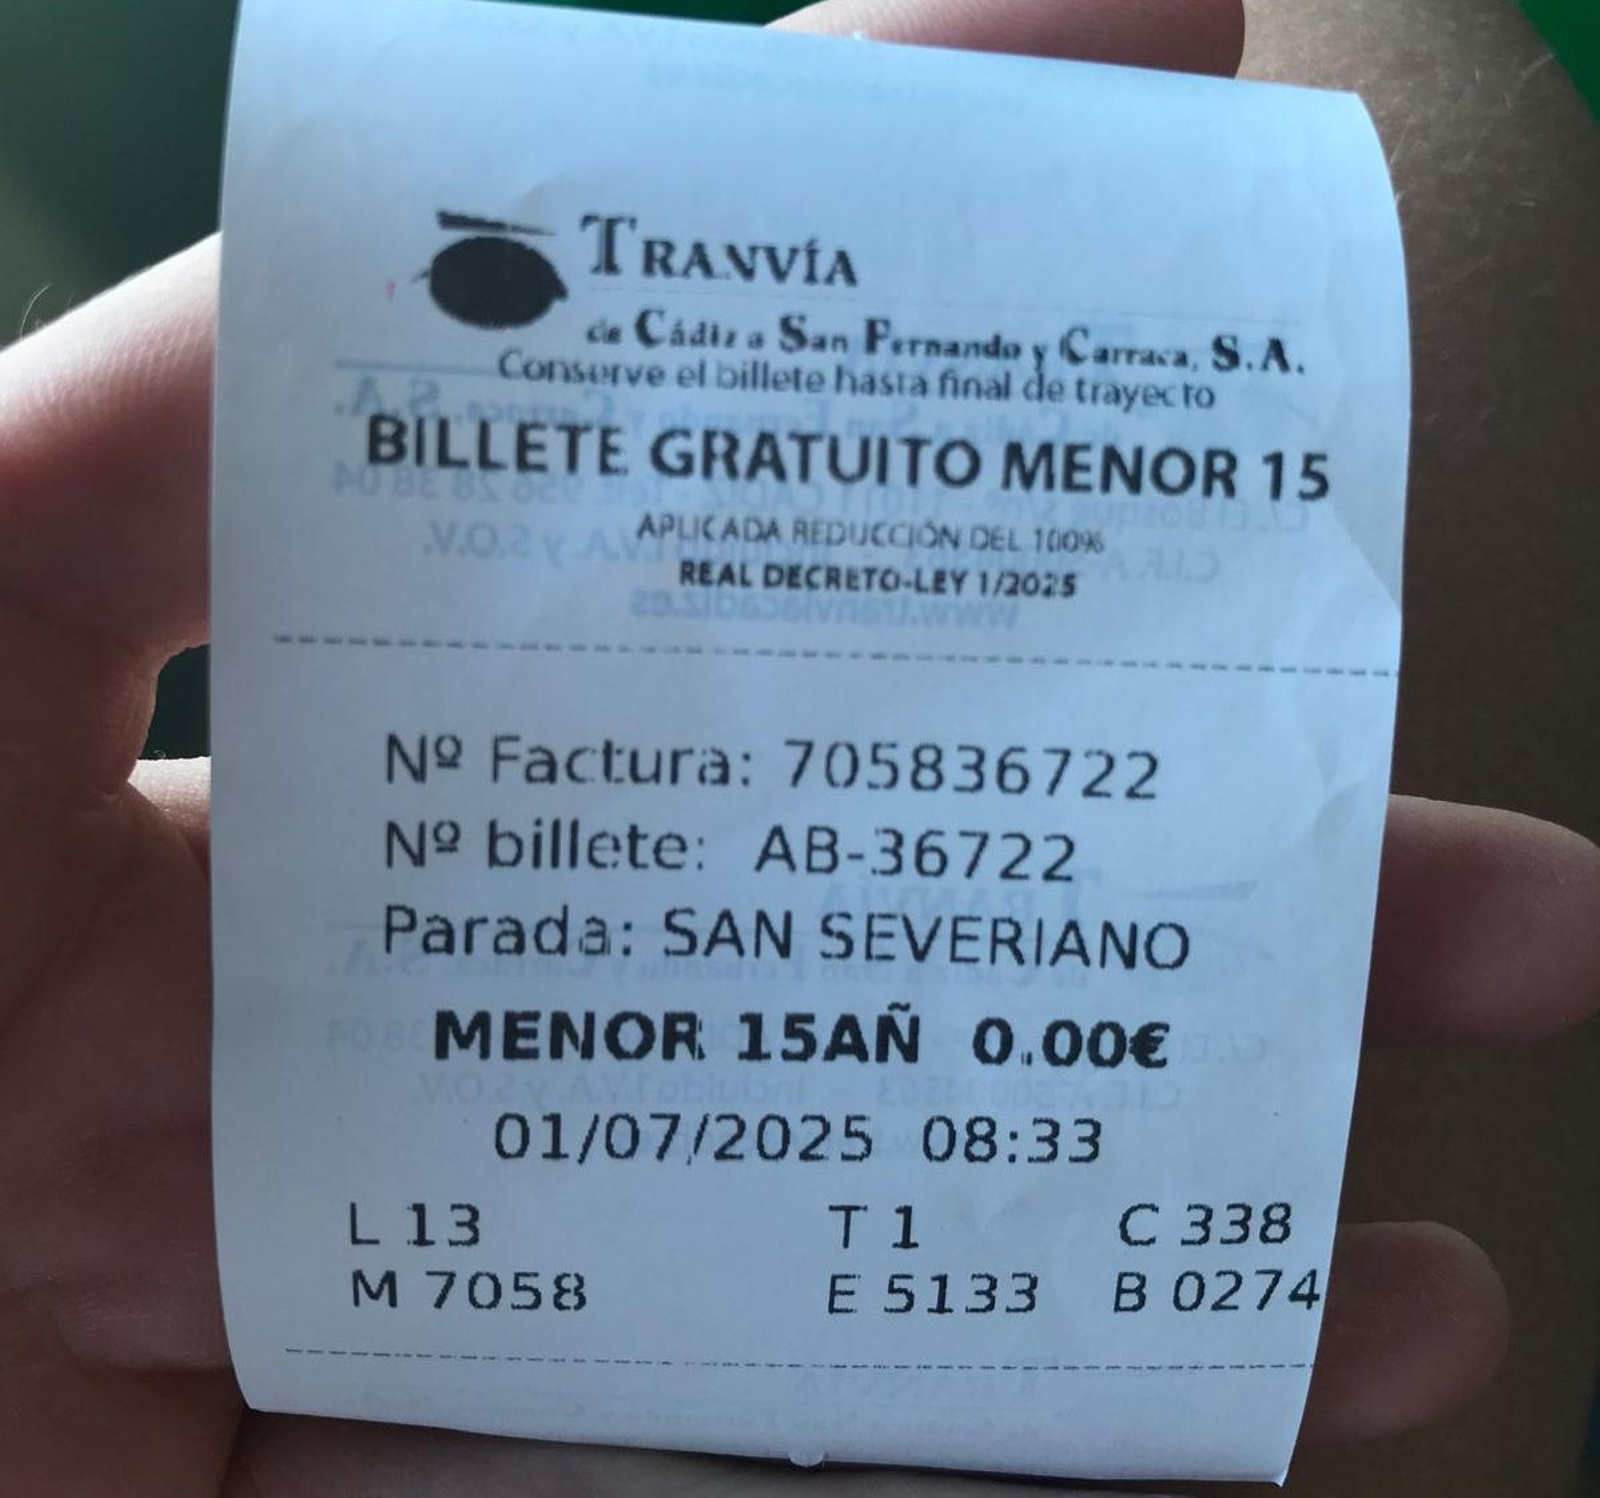 TRANVÍA
de Cádiz a San Fernando y Carraca, S.A.
Conserve el billete hasta final de trayecto
BILLETE GRATUITO MENOR 15
APLICADA REDUCCIÓN DEL 100%
REAL DECRETO-LEY 1/2025
Nº Factura: 705836722
Nº billete: AB-36722
Parada: SAN SEVERIANO
MENOR 15AÑ 0.00€
01/07/2025 08:33
L 13 T 1 C 338
M 7058 E 5133 B 0274